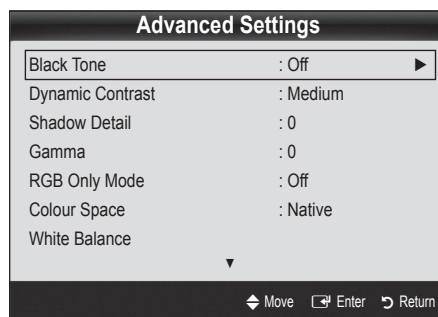 Advanced Settings
Black Tone : Off ►
Dynamic Contrast : Medium
Shadow Detail : 0
Gamma : 0
RGB Only Mode : Off
Colour Space : Native
White Balance
▼
Move Enter Return